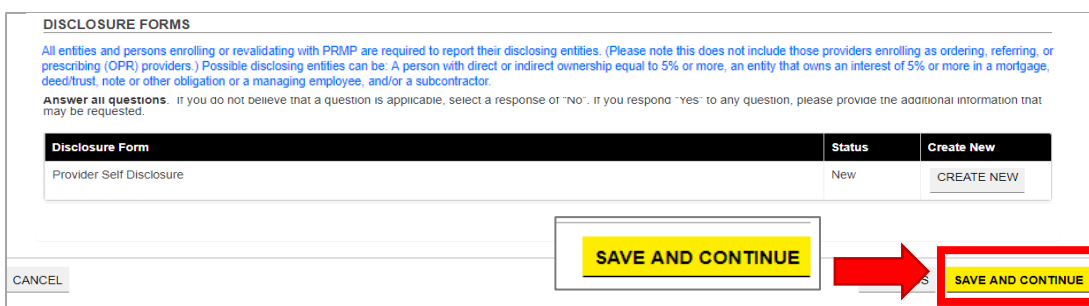 DISCLOSURE FORMS
All entities and persons enrolling or revalidating with PRMP are required to report their disclosing entities. (Please note this does not include those providers enrolling as ordering, referring, or
prescribing (OPR) providers.) Possible disclosing entities can be: A person with direct or indirect ownership equal to 5% or more, an entity that owns an interest of 5% or more in a mortgage,
deed/trust, note or other obligation or a managing employee, and/or a subcontractor.
Answer all questions. If you do not believe that a question is applicable, select a response of "No". If you respond "Yes" to any question, please provide the additional information that
may be requested.
Disclosure Form Status Create New
Provider Self Disclosure New CREATE NEW
SAVE AND CONTINUE
CANCEL SAVE AND CONTINUE